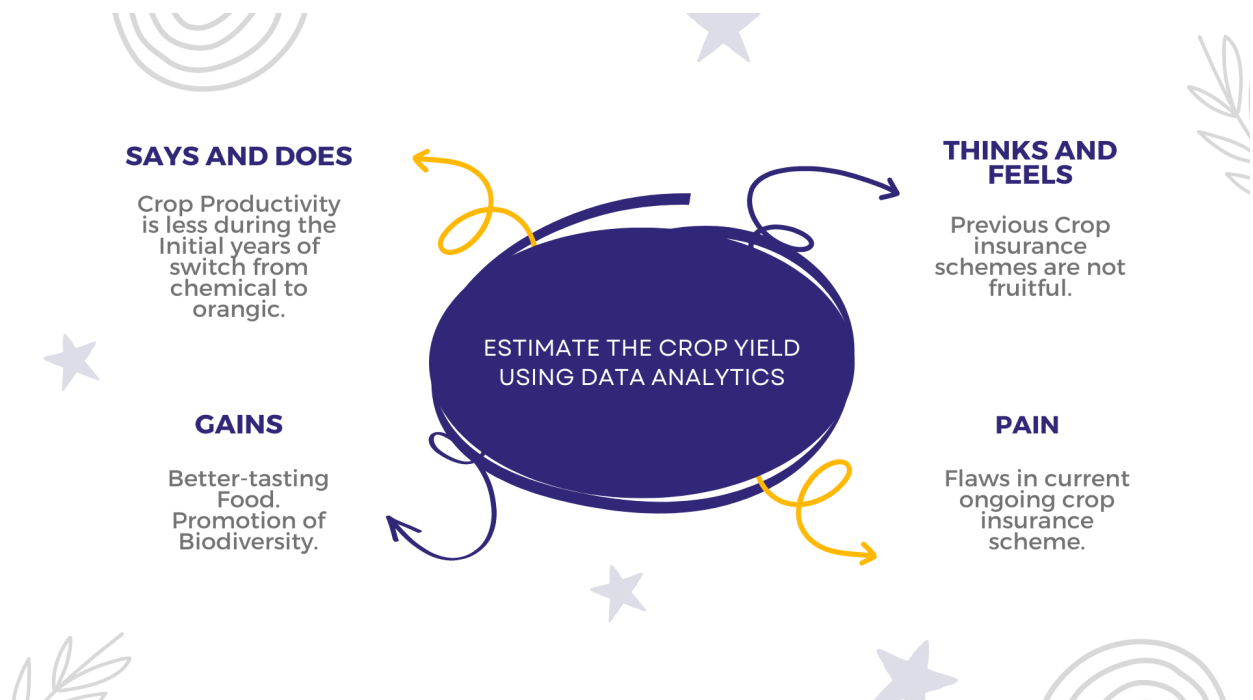 SAYS AND DOES
Crop Productivity
is less during the
Initial years of
switch from
chemical to
orangic.
THINKS AND
FEELS
Previous Crop
insurance
schemes are not
fruitful.
ESTIMATE THE CROP YIELD
USING DATA ANALYTICS
GAINS
Better-tasting
Food.
Promotion of
Biodiversity.
PAIN
Flaws in current
ongoing crop
insurance
scheme.